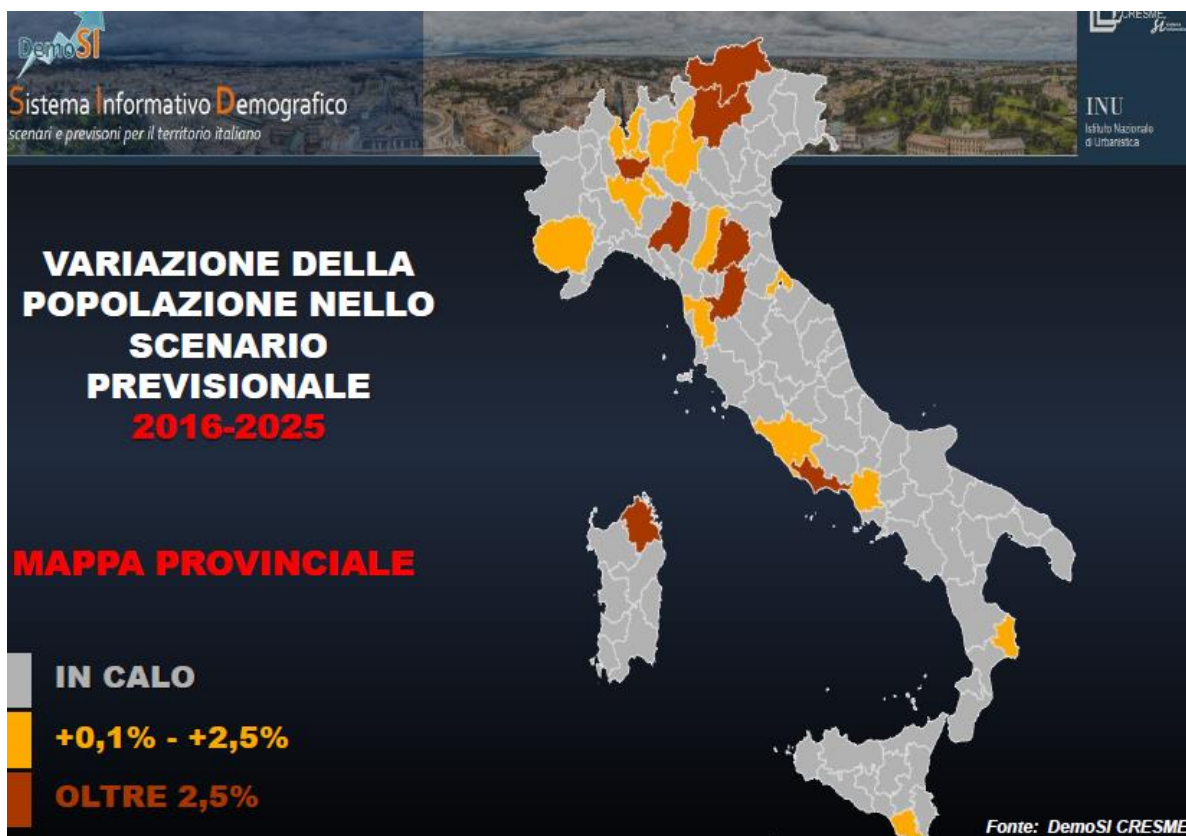 DemoSI
CRESME
Si
Sistema Informativo Demografico
scenari e previsoni per il territorio italiano
INU
Istituto Nazionale
di Urbanistica
VARIAZIONE DELLA
POPOLAZIONE NELLO
SCENARIO
PREVISIONALE
2016-2025
MAPPA PROVINCIALE
IN CALO
+0,1% - +2,5%
OLTRE 2,5%
Fonte: DemoSI CRESME